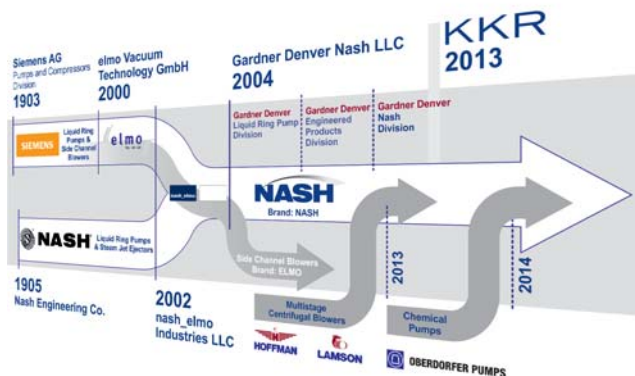 Siemens AG
Pumps and Compressors
Division
1903
elmo Vacuum
Technology GmbH
2000
Gardner Denver Nash LLC
2004
KKR
2013
Gardner Denver
Liquid Ring Pump
Division
Gardner Denver
Engineered
Products
Division
Gardner Denver
Nash
Division
SIEMENS
Liquid Ring
Pumps &
Side Channel
Blowers
elmo
nash_elmo
NASH
Brand: NASH
NASH
Liquid Ring Pumps
& Steam Jet Ejectors
Side Channel Blowers
Brand: ELMO
1905
Nash Engineering Co.
2002
nash_elmo
Industries LLC
Multistage
Centrifugal Blowers
HOFFMAN
LAMSON
2013
Chemical
Pumps
2014
OBERDORFER PUMPS